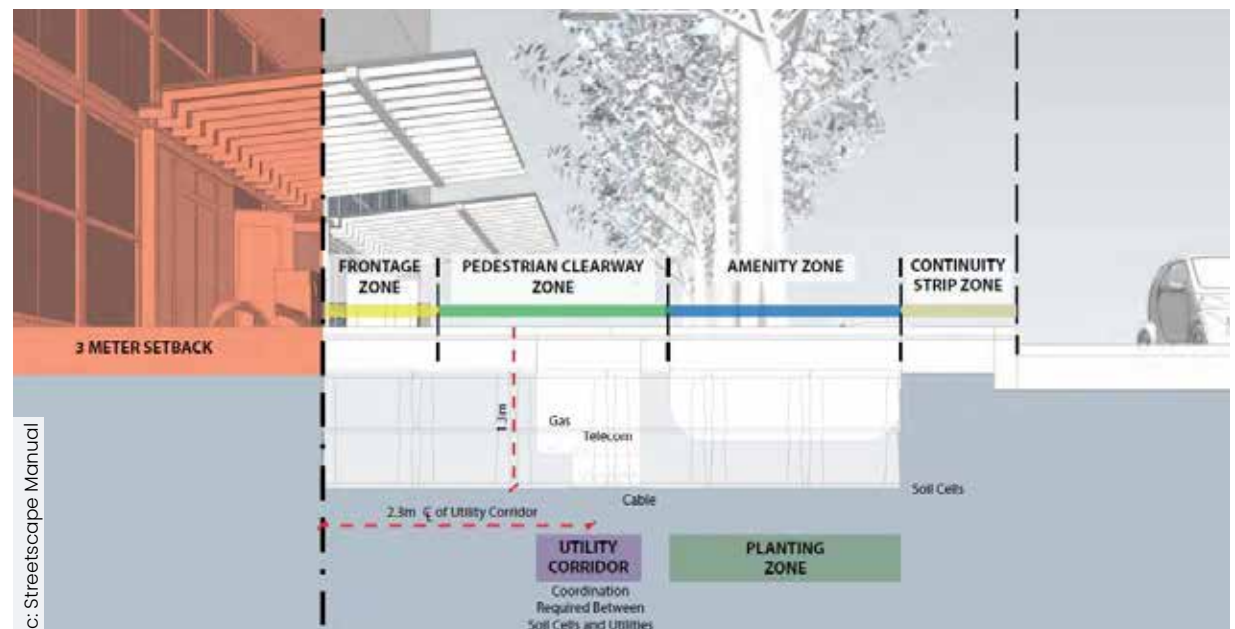 FRONTAGE
ZONE
PEDESTRIAN CLEARWAY
ZONE
AMENITY ZONE
CONTINUITY
STRIP ZONE
3 METER SETBACK
1.3m
Gas
Telecom
Cable
Soil Cells
2.3m ℄ of Utility Corridor
UTILITY
CORRIDOR
PLANTING
ZONE
Coordination
Required Between
Soil Cells and Utilities
c: Streetscape Manual